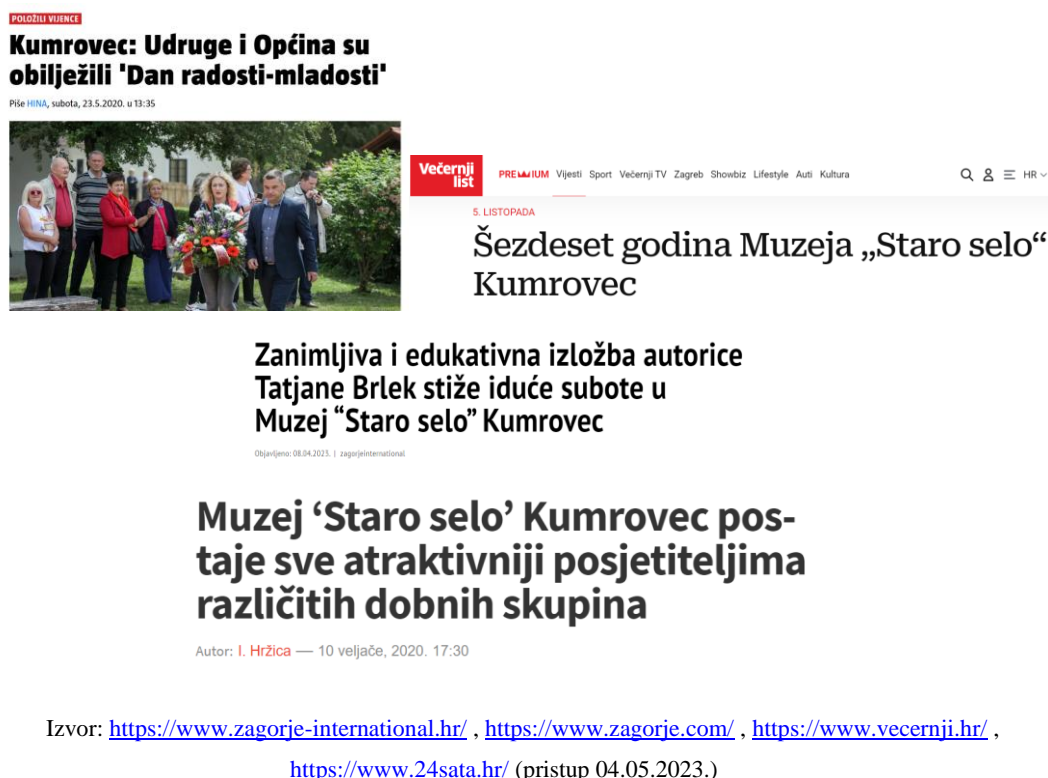 POLOŽILI VIJENCE
Kumrovec: Udruge i Općina su
obilježili 'Dan radosti-mladosti'
Piše HINA, subota, 23.5.2020. u 13:35
Večernji
list
PREMIUM Vijesti Sport Večernji TV Zagreb Showbiz Lifestyle Auti Kultura
HR
5. LISTOPADA
Šezdeset godina Muzeja „Staro selo“
Kumrovec
Zanimljiva i edukativna izložba autorice
Tatjane Brlek stiže iduće subote u
Muzej “Staro selo” Kumrovec
Objavljeno: 08.04.2023. | zagorjeinternational
Muzej ‘Staro selo’ Kumrovec pos-
taje sve atraktivniji posjetiteljima
različitih dobnih skupina
Autor: I. Hržica — 10 veljače, 2020. 17:30
Izvor: https://www.zagorje-international.hr/ , https://www.zagorje.com/ , https://www.vecernji.hr/ ,
https://www.24sata.hr/ (pristup 04.05.2023.)